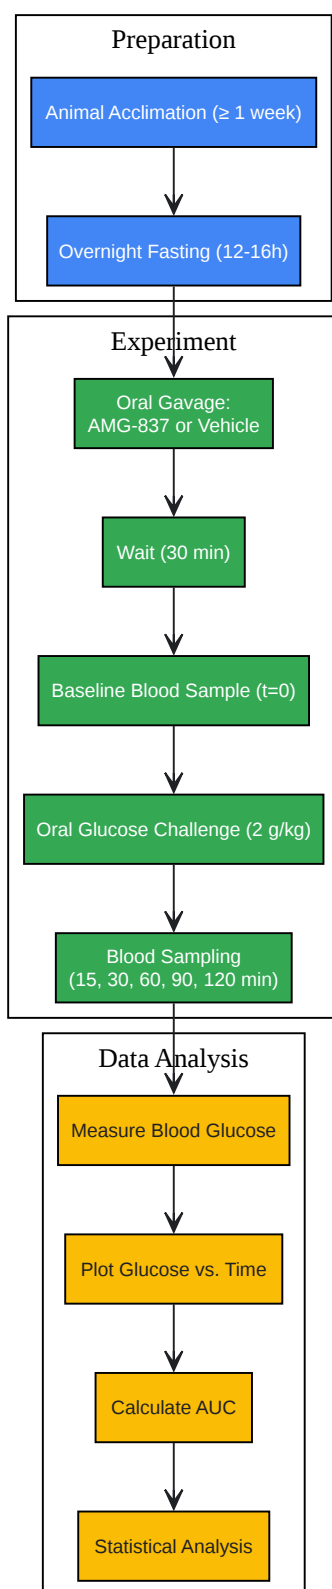 Preparation
Animal Acclimation (≥ 1 week)
Overnight Fasting (12-16h)
Experiment
Oral Gavage:
AMG-837 or Vehicle
Wait (30 min)
Baseline Blood Sample (t=0)
Oral Glucose Challenge (2 g/kg)
Blood Sampling
(15, 30, 60, 90, 120 min)
Data Analysis
Measure Blood Glucose
Plot Glucose vs. Time
Calculate AUC
Statistical Analysis